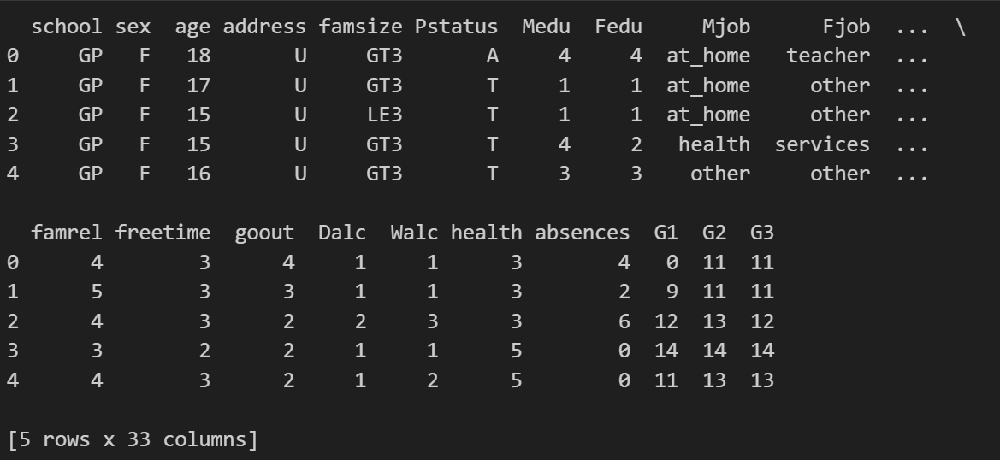 school sex age address famsize Pstatus Medu Fedu Mjob Fjob ... \
0 GP F 18 U GT3 A 4 4 at_home teacher ...
1 GP F 17 U GT3 T 1 1 at_home other ...
2 GP F 15 U LE3 T 1 1 at_home other ...
3 GP F 15 U GT3 T 4 2 health services ...
4 GP F 16 U GT3 T 3 3 other other ...
famrel freetime goout Dalc Walc health absences G1 G2 G3
0 4 3 4 1 1 3 4 0 11 11
1 5 3 3 1 1 3 2 9 11 11
2 4 3 2 2 3 3 6 12 13 12
3 3 2 2 1 1 5 0 14 14 14
4 4 3 2 1 2 5 0 11 13 13
[5 rows x 33 columns]